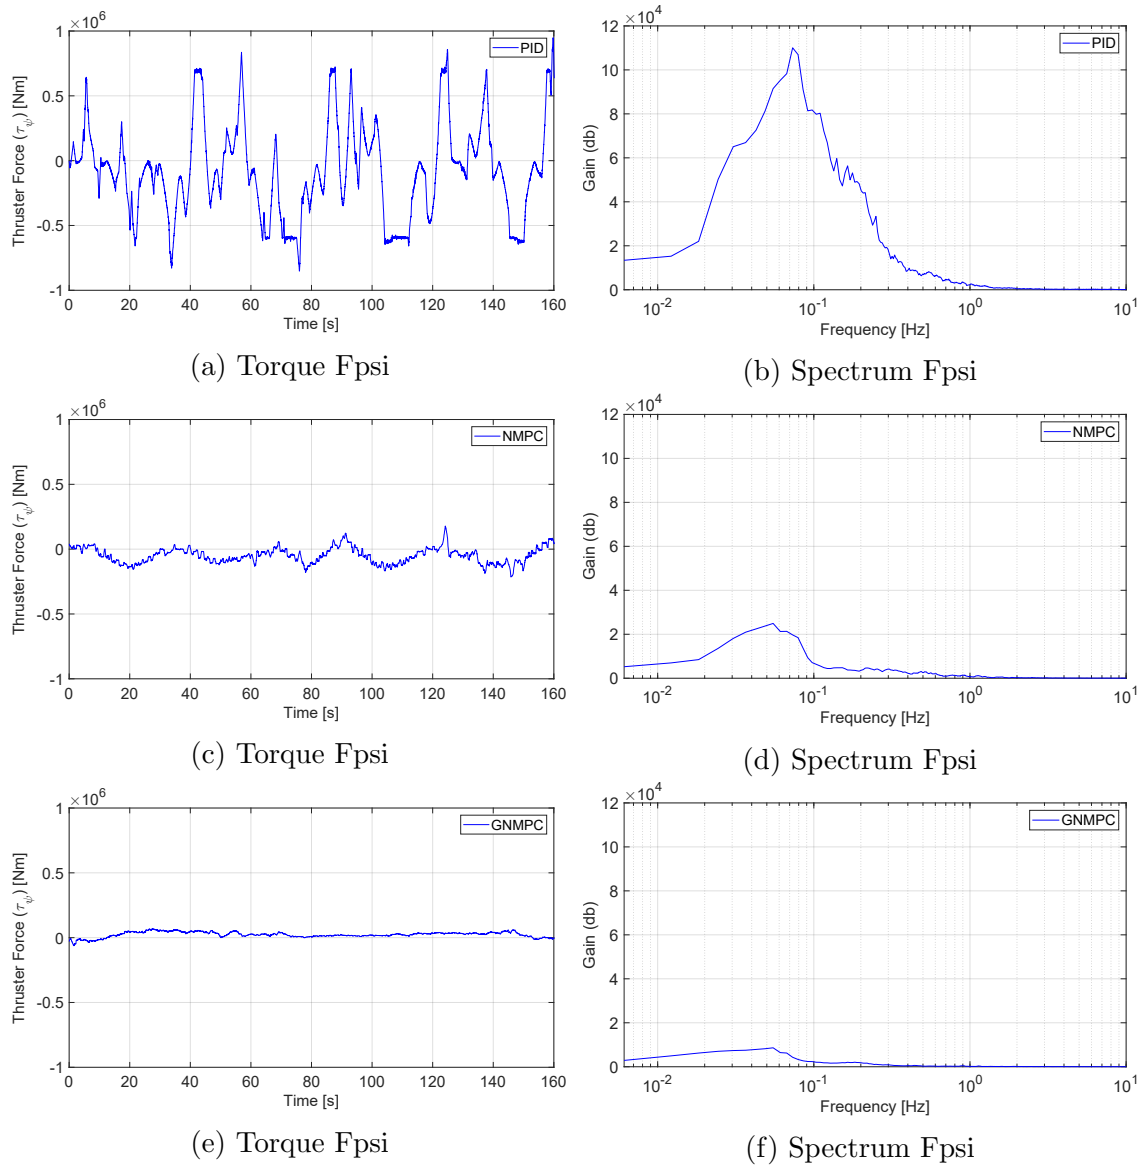 ×10⁶
1
0.5
0
-0.5
-1
Thruster Force (τψ) [Nm]
PID
0 20 40 60 80 100 120 140 160
Time [s]
(a) Torque Fpsi
×10⁴
12
10
8
6
4
2
0
Gain (db)
PID
10⁻² 10⁻¹ 10⁰ 10¹
Frequency [Hz]
(b) Spectrum Fpsi
×10⁶
1
0.5
0
-0.5
-1
Thruster Force (τψ) [Nm]
NMPC
0 20 40 60 80 100 120 140 160
Time [s]
(c) Torque Fpsi
×10⁴
12
10
8
6
4
2
0
Gain (db)
NMPC
10⁻² 10⁻¹ 10⁰ 10¹
Frequency [Hz]
(d) Spectrum Fpsi
×10⁶
1
0.5
0
-0.5
-1
Thruster Force (τψ) [Nm]
GNMPC
0 20 40 60 80 100 120 140 160
Time [s]
(e) Torque Fpsi
×10⁴
12
10
8
6
4
2
0
Gain (db)
GNMPC
10⁻² 10⁻¹ 10⁰ 10¹
Frequency [Hz]
(f) Spectrum Fpsi